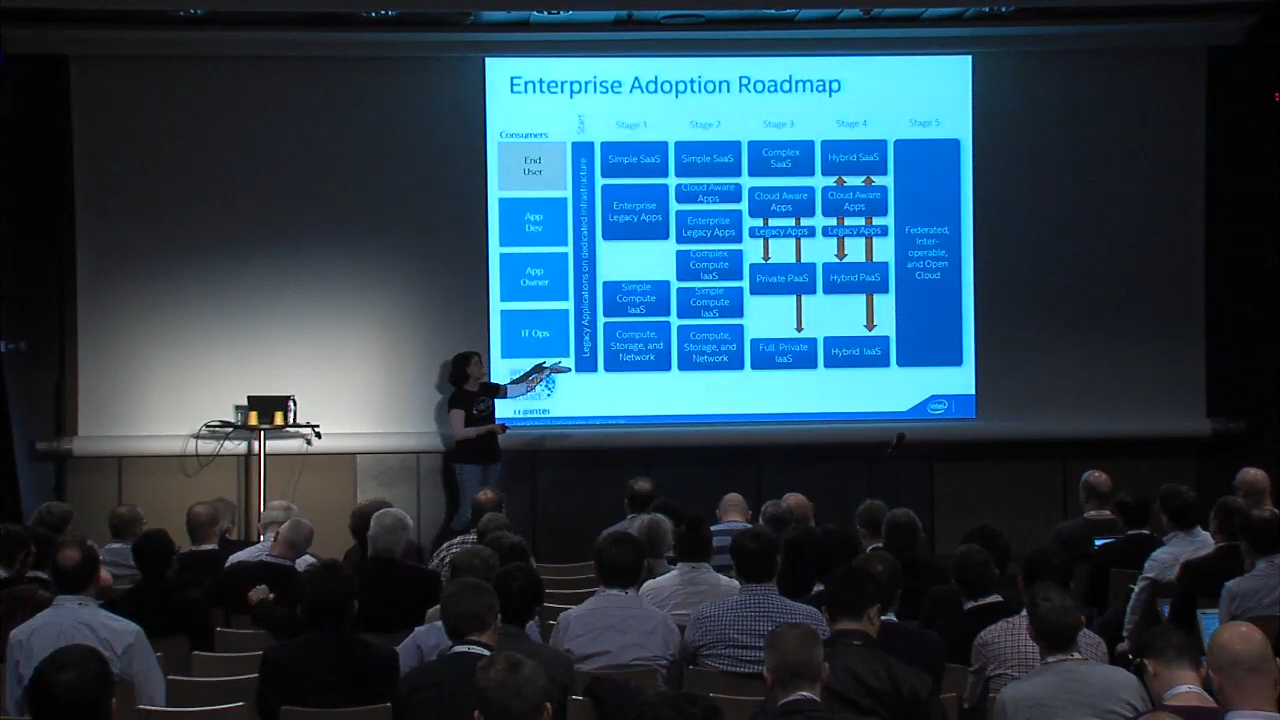 Enterprise Adoption Roadmap
Consumers
Start
Stage 1
Stage 2
Stage 3
Stage 4
Stage 5
End
User
App
Dev
App
Owner
IT Ops
Legacy Applications on dedicated Infrastructure
Simple SaaS
Enterprise
Legacy Apps
Simple
Compute
IaaS
Compute,
Storage, and
Network
Simple SaaS
Cloud Aware
Apps
Enterprise
Legacy Apps
Complex
Compute
IaaS
Simple
Compute
IaaS
Compute,
Storage, and
Network
Complex
SaaS
Cloud Aware
Apps
Legacy Apps
Private PaaS
Full Private
IaaS
Hybrid SaaS
Cloud Aware
Apps
Legacy Apps
Hybrid PaaS
Hybrid IaaS
Federated,
Inter-
operable,
and Open
Cloud
IT@Intel
intel